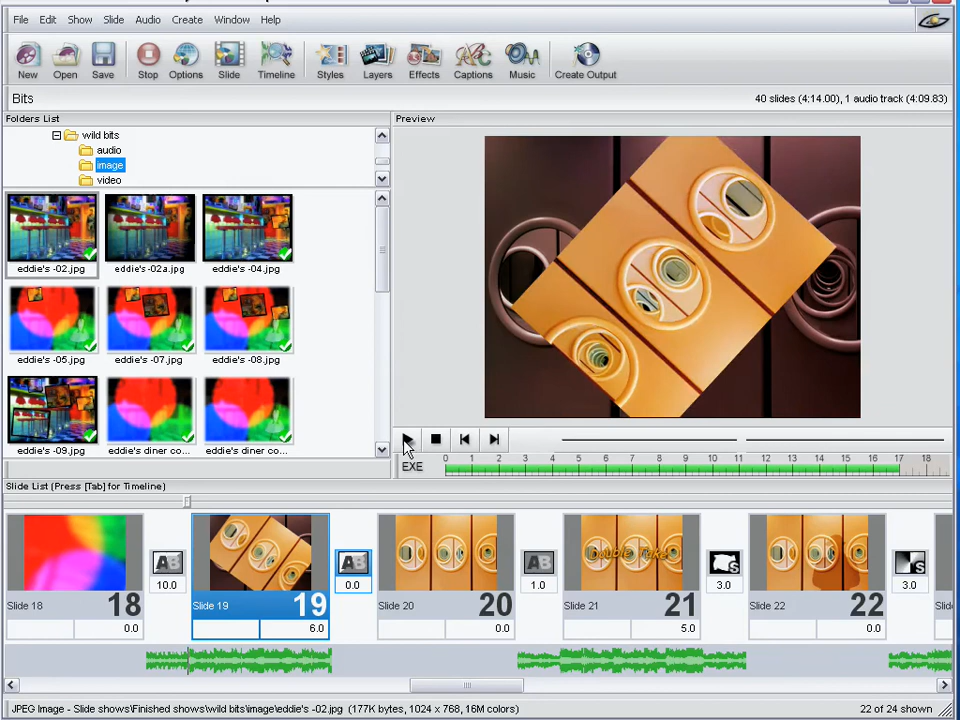 File Edit Show Slide Audio Create Window Help
New Open Save Stop Options Slide Timeline Styles Layers Effects Captions Music Create Output
Bits 40 slides (4:14.00), 1 audio track (4:09.83)
Folders List Preview
wild bits
audio
image
video
eddie's -02.jpg eddie's -02a.jpg eddie's -04.jpg
eddie's -05.jpg eddie's -07.jpg eddie's -08.jpg
eddie's -09.jpg eddie's diner co... eddie's diner co...
EXE 0 1 2 3 4 5 6 7 8 9 10 11 12 13 14 15 16 17 18
Slide List (Press [Tab] for Timeline)
AB AB AB Double Take
10.0 0.0 1.0 3.0 3.0
Slide 18 18 Slide 19 19 Slide 20 20 Slide 21 21 Slide 22 22
0.0 6.0 0.0 5.0 0.0
JPEG Image - Slide shows\Finished shows\wild bits\image\eddie's -02.jpg (177K bytes, 1024 x 768, 16M colors) 22 of 24 shown